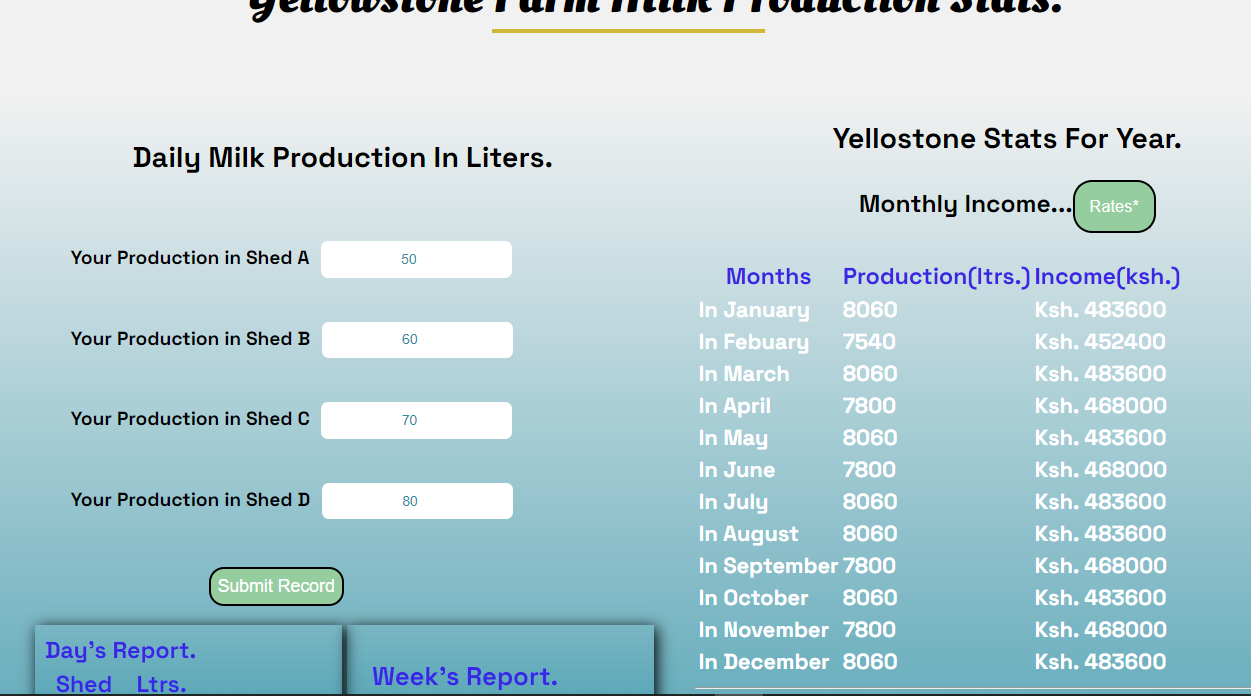 Yellowstone Farm Milk Production Stats.
Daily Milk Production In Liters.
Your Production in Shed A 50
Your Production in Shed B 60
Your Production in Shed C 70
Your Production in Shed D 80
Submit Record
Day's Report.
Shed Ltrs.
Week's Report.
Yellostone Stats For Year.
Monthly Income... Rates*
Months Production(ltrs.) Income(ksh.)
In January 8060 Ksh. 483600
In Febuary 7540 Ksh. 452400
In March 8060 Ksh. 483600
In April 7800 Ksh. 468000
In May 8060 Ksh. 483600
In June 7800 Ksh. 468000
In July 8060 Ksh. 483600
In August 8060 Ksh. 483600
In September 7800 Ksh. 468000
In October 8060 Ksh. 483600
In November 7800 Ksh. 468000
In December 8060 Ksh. 483600